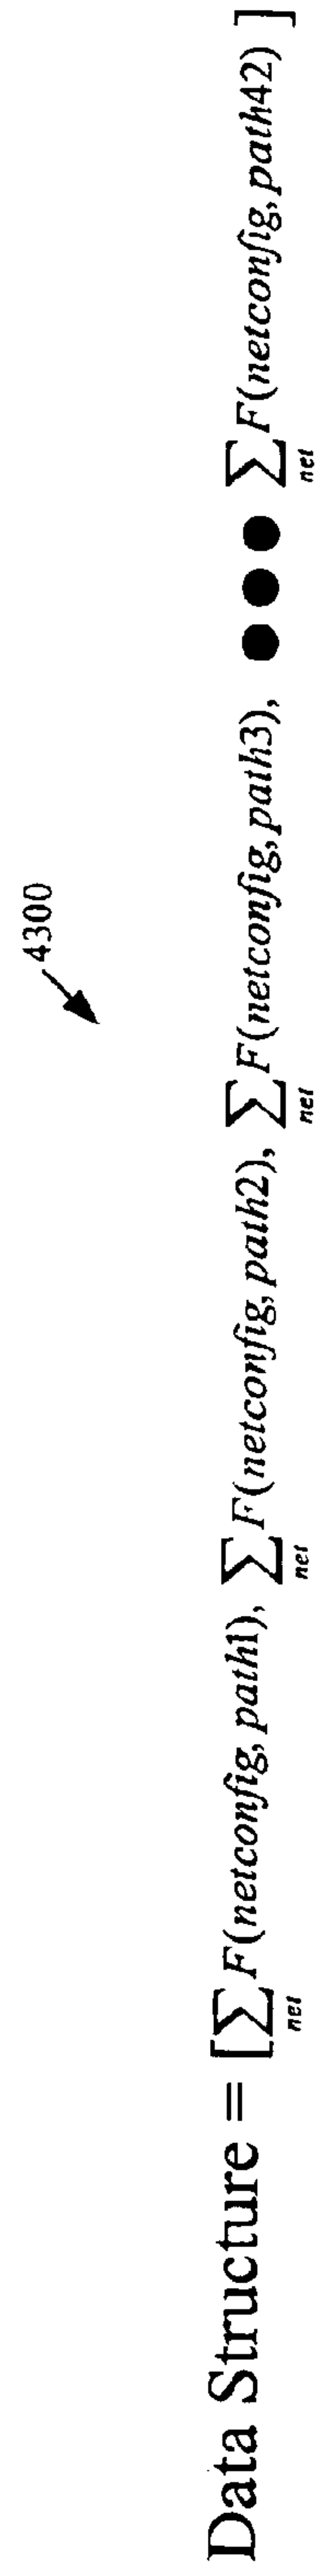 4300
Data Structure = [∑net F(netconfig, path1), ∑net F(netconfig, path2), ∑net F(netconfig, path3), ●●● ∑net F(netconfig, path42) ]